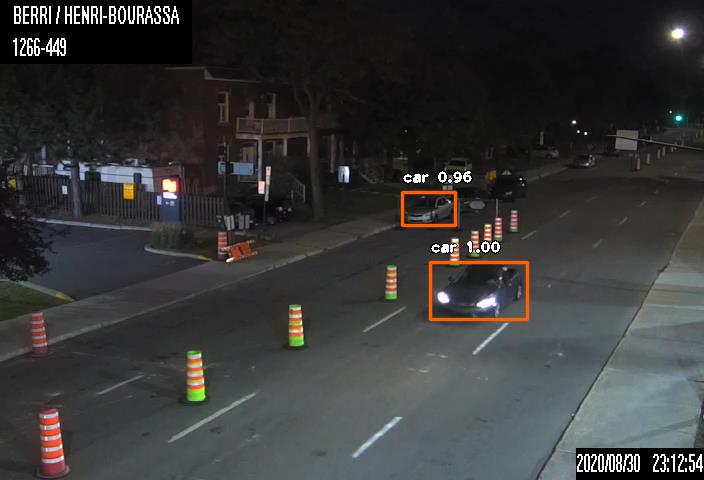 BERRI / HENRI-BOURASSA
1266-449
car 0.96
car 1.00
2020/08/30 23:12:54